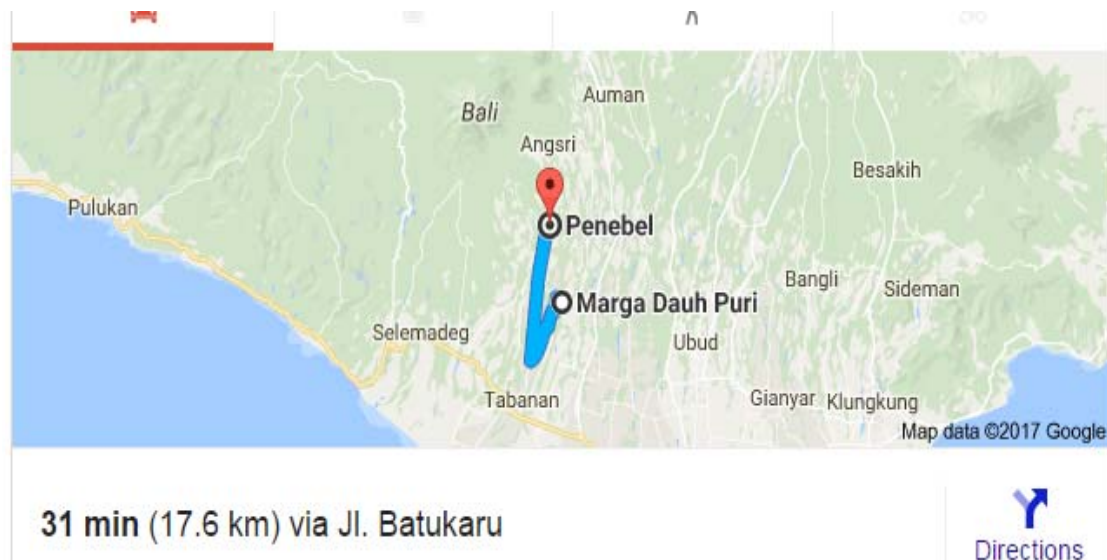 Auman
Bali
Angsri
Besakih
Pulukan
Penebel
Bangli
Sideman
Marga Dauh Puri
Selemadeg
Ubud
Tabanan
Gianyar
Klungkung
Map data ©2017 Google
31 min (17.6 km) via Jl. Batukaru
Directions